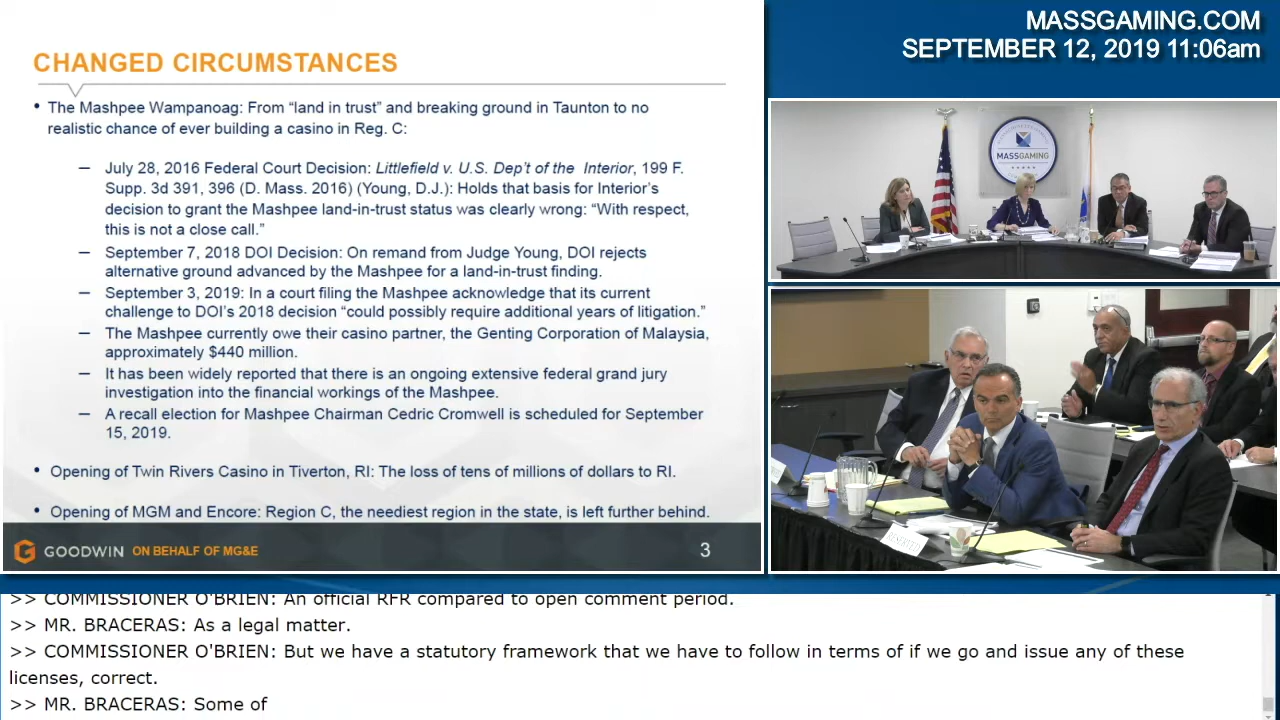 CHANGED CIRCUMSTANCES
• The Mashpee Wampanoag: From “land in trust” and breaking ground in Taunton to no
realistic chance of ever building a casino in Reg. C:
– July 28, 2016 Federal Court Decision: Littlefield v. U.S. Dep’t of the Interior, 199 F.
Supp. 3d 391, 396 (D. Mass. 2016) (Young, D.J.): Holds that basis for Interior’s
decision to grant the Mashpee land-in-trust status was clearly wrong: “With respect,
this is not a close call.”
– September 7, 2018 DOI Decision: On remand from Judge Young, DOI rejects
alternative ground advanced by the Mashpee for a land-in-trust finding.
– September 3, 2019: In a court filing the Mashpee acknowledge that its current
challenge to DOI’s 2018 decision “could possibly require additional years of litigation.”
– The Mashpee currently owe their casino partner, the Genting Corporation of Malaysia,
approximately $440 million.
– It has been widely reported that there is an ongoing extensive federal grand jury
investigation into the financial workings of the Mashpee.
– A recall election for Mashpee Chairman Cedric Cromwell is scheduled for September
15, 2019.
• Opening of Twin Rivers Casino in Tiverton, RI: The loss of tens of millions of dollars to RI.
• Opening of MGM and Encore: Region C, the neediest region in the state, is left further behind.
GOODWIN ON BEHALF OF MG&E
3
MASSGAMING.COM
SEPTEMBER 12, 2019 11:06am
MASSGAMING
RESERVED
>> COMMISSIONER O'BRIEN: An official RFR compared to open comment period.
>> MR. BRACERAS: As a legal matter.
>> COMMISSIONER O'BRIEN: But we have a statutory framework that we have to follow in terms of if we go and issue any of these
licenses, correct.
>> MR. BRACERAS: Some of